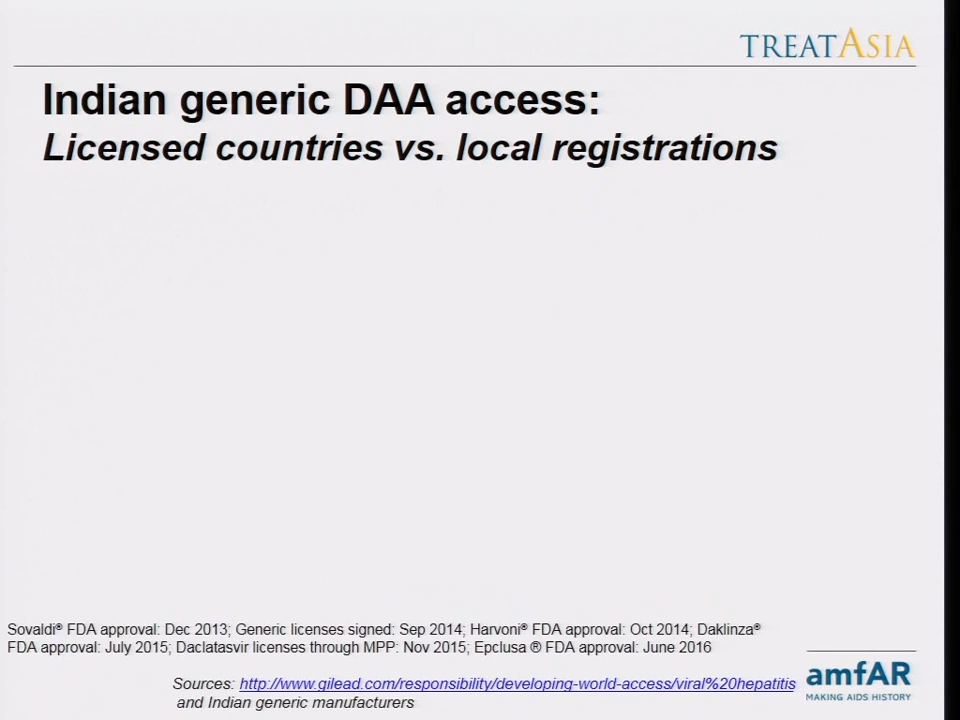 TREATASIA
Indian generic DAA access:
Licensed countries vs. local registrations
Sovaldi® FDA approval: Dec 2013; Generic licenses signed: Sep 2014; Harvoni® FDA approval: Oct 2014; Daklinza®
FDA approval: July 2015; Daclatasvir licenses through MPP: Nov 2015; Epclusa ® FDA approval: June 2016
Sources: http://www.gilead.com/responsibility/developing-world-access/viral%20hepatitis
and Indian generic manufacturers
amfAR
MAKING AIDS HISTORY